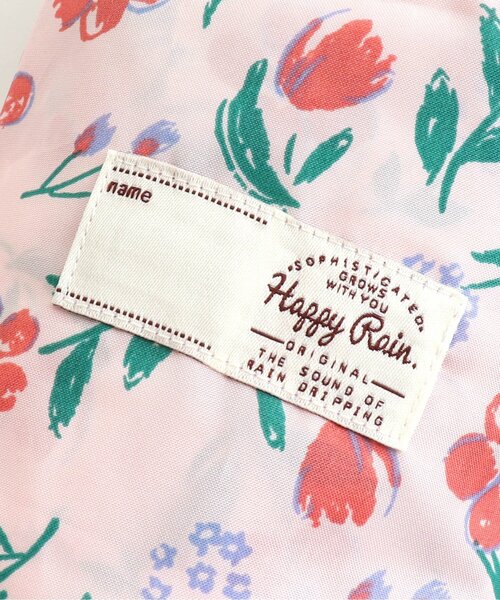 name
SOPHISTICATED
GROWS
WITH YOU
Happy Rain.
ORIGINAL
THE SOUND OF
RAIN DRIPPING